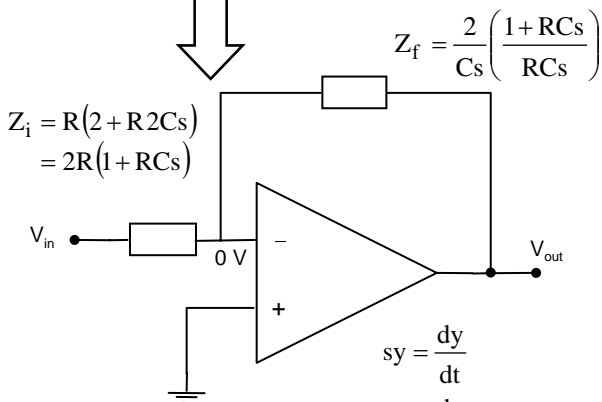 Z_f = 2/Cs ( (1 + RCs)/RCs )
Z_i = R(2 + R2Cs)
= 2R(1 + RCs)
V_in
0 V
−
+
V_out
sy = dy/dt